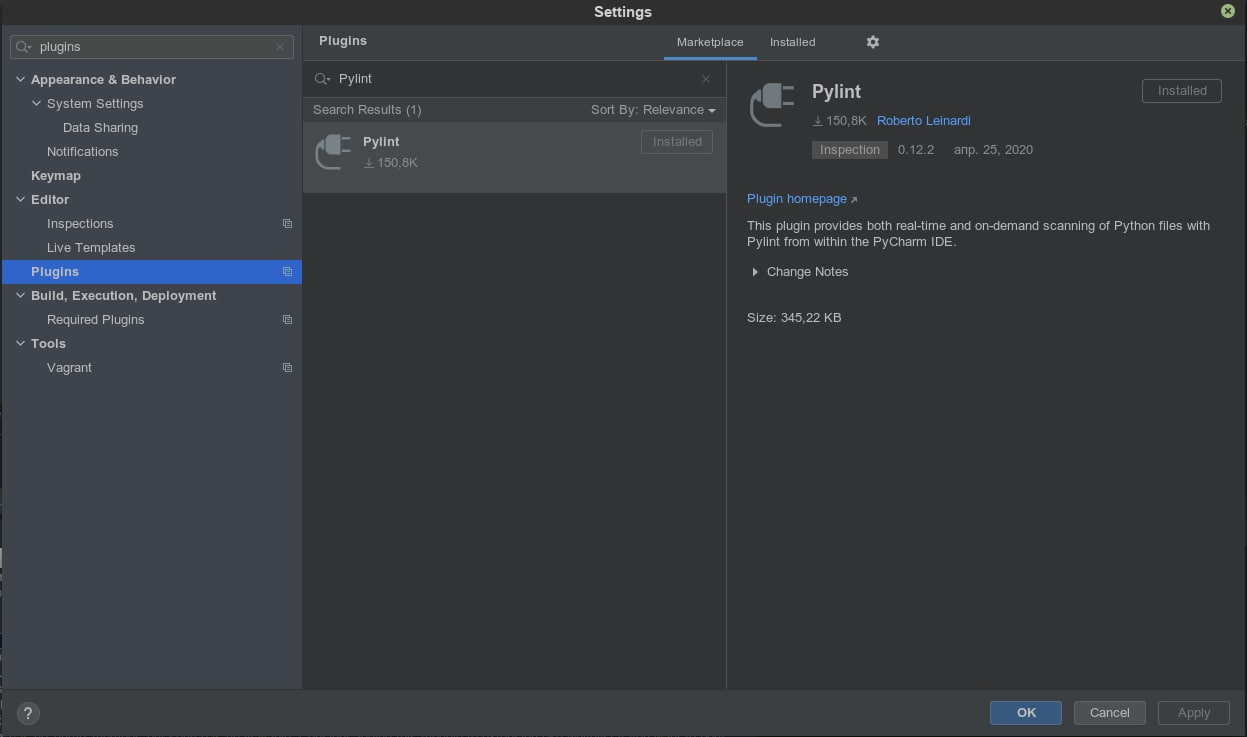 Settings
plugins
Appearance & Behavior
System Settings
Data Sharing
Notifications
Keymap
Editor
Inspections
Live Templates
Plugins
Build, Execution, Deployment
Required Plugins
Tools
Vagrant
Plugins
Marketplace Installed
Pylint
Search Results (1) Sort By: Relevance
Pylint Installed
150,8K
Pylint Installed
150,8K Roberto Leinardi
Inspection 0.12.2 апр. 25, 2020
Plugin homepage
This plugin provides both real-time and on-demand scanning of Python files with
Pylint from within the PyCharm IDE.
Change Notes
Size: 345,22 KB
?
OK Cancel Apply